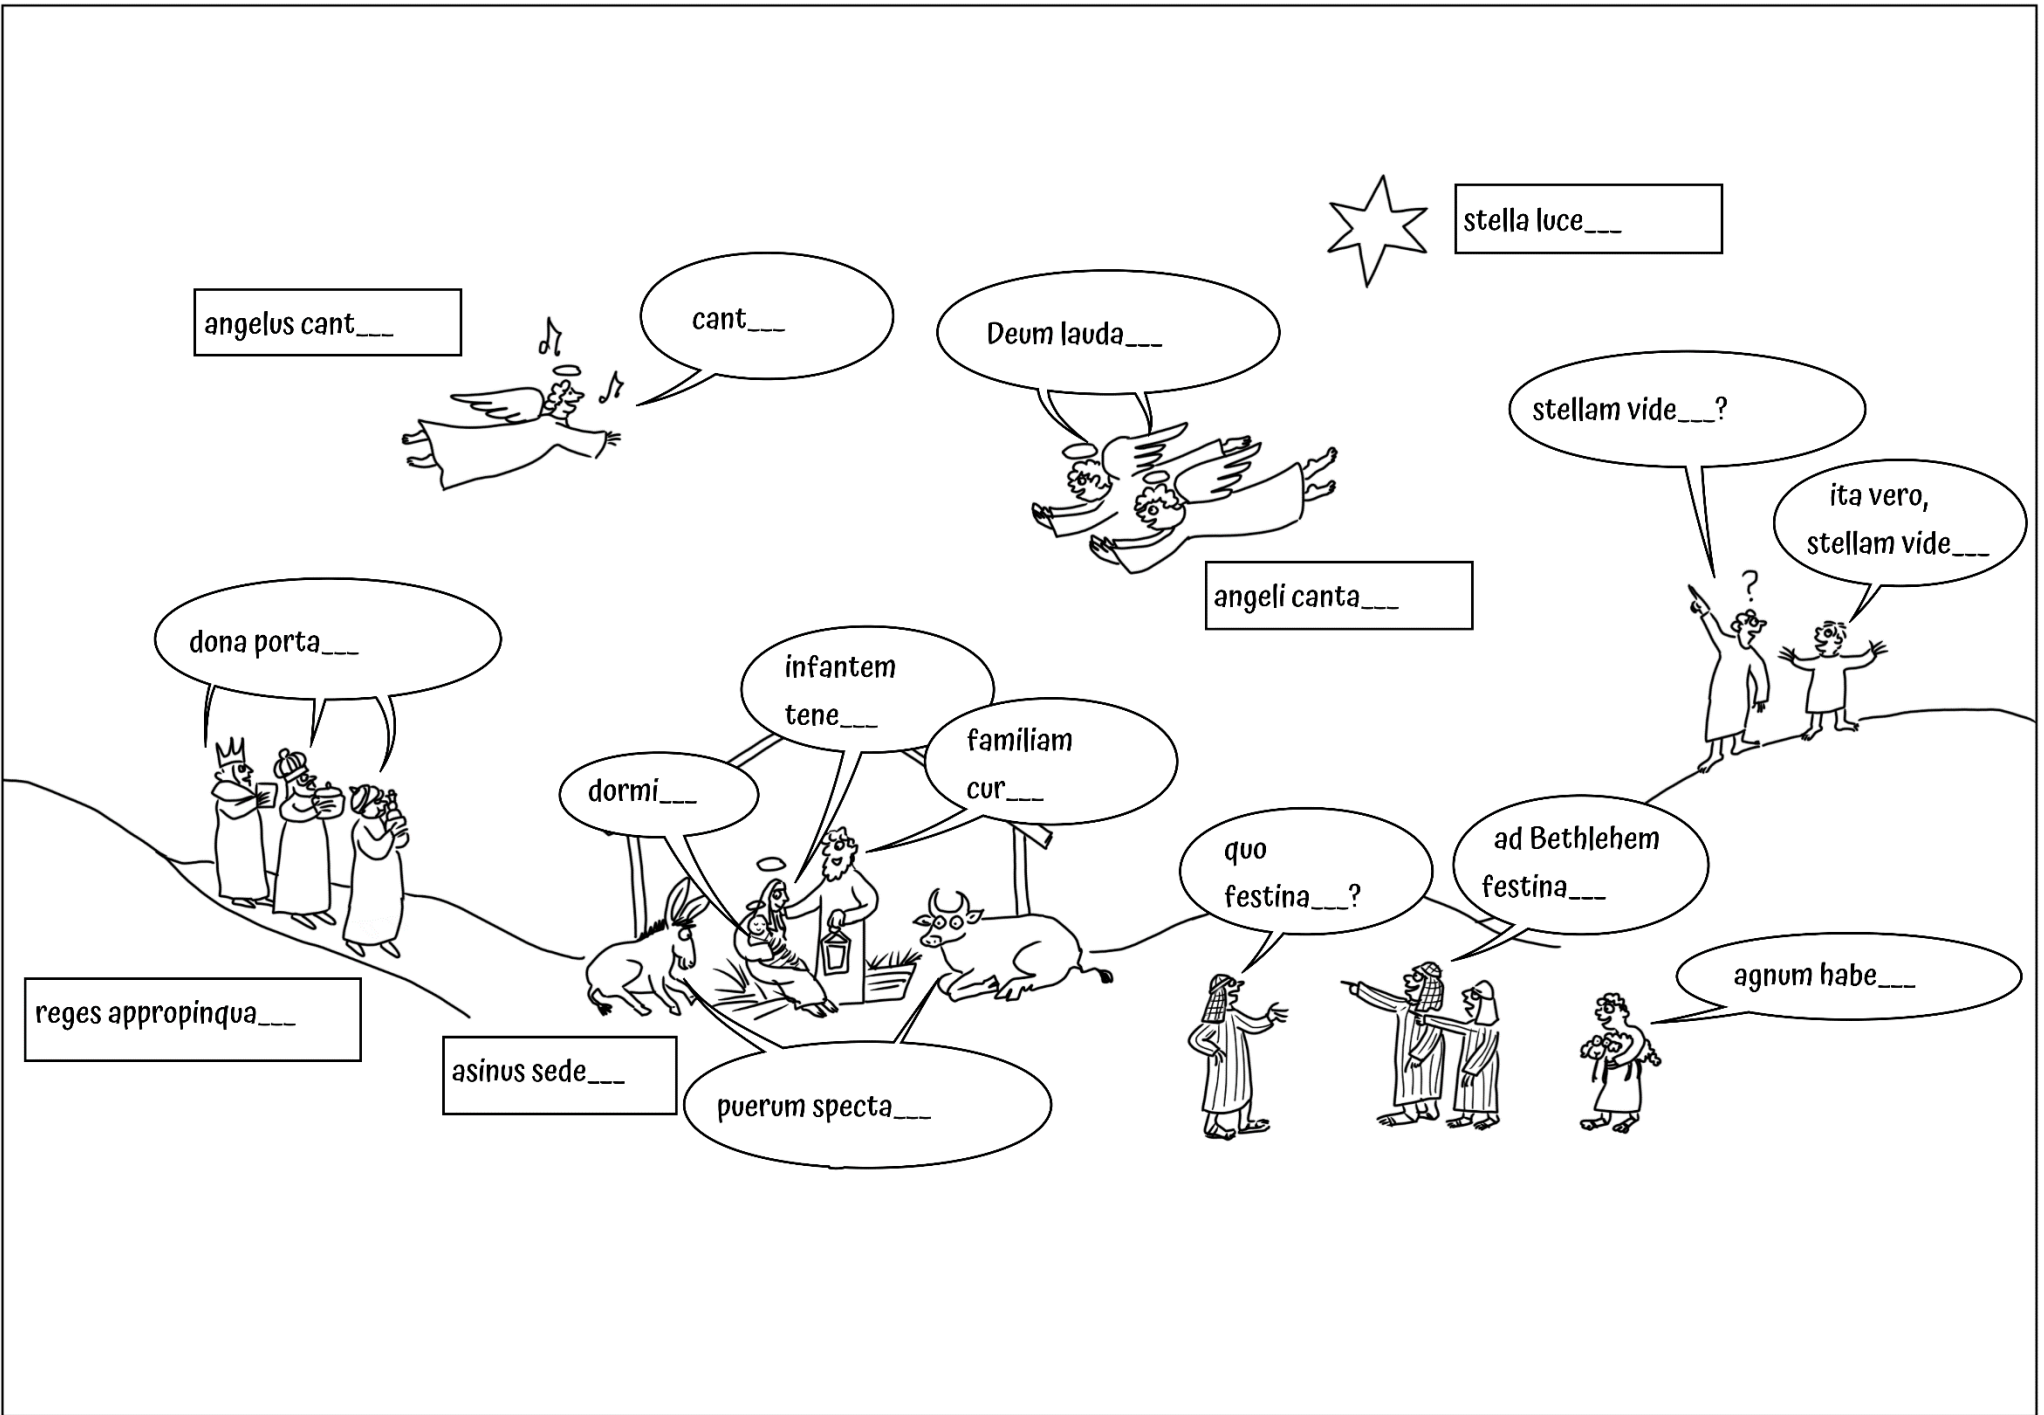 stella luce___
angelus cant___
cant___
Deum lauda___
stellam vide___?
ita vero,
stellam vide___
angeli canta___
dona porta___
infantem
tene___
familiam
cur___
dormi___
quo
festina___?
ad Bethlehem
festina___
agnum habe___
reges appropinqua___
asinus sede___
puerum specta___